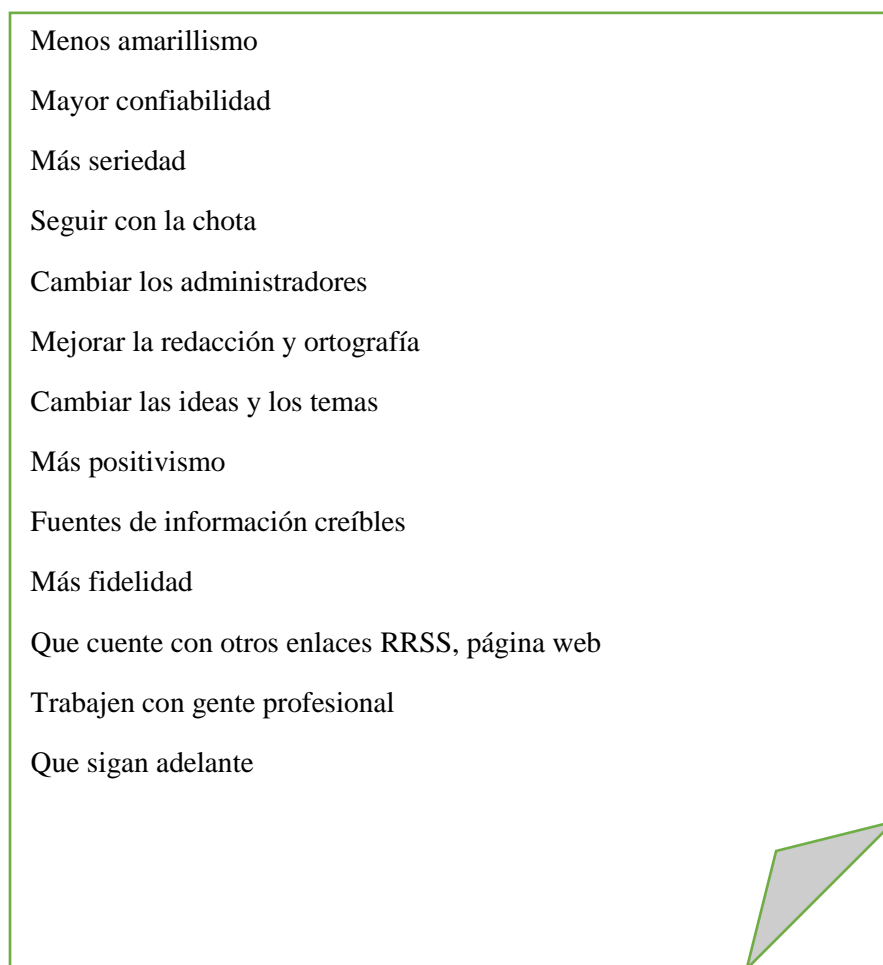 Menos amarillismo
Mayor confiabilidad
Más seriedad
Seguir con la chota
Cambiar los administradores
Mejorar la redacción y ortografía
Cambiar las ideas y los temas
Más positivismo
Fuentes de información creíbles
Más fidelidad
Que cuente con otros enlaces RRSS, página web
Trabajen con gente profesional
Que sigan adelante